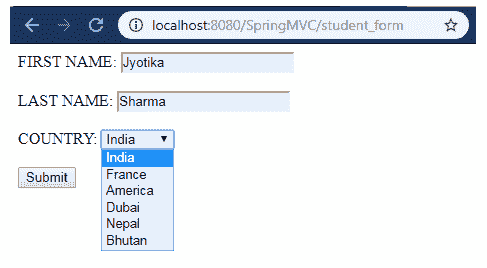 localhost:8080/SpringMVC/student_form
FIRST NAME: Jyotika
LAST NAME: Sharma
COUNTRY: India
India
France
America
Dubai
Nepal
Bhutan
Submit